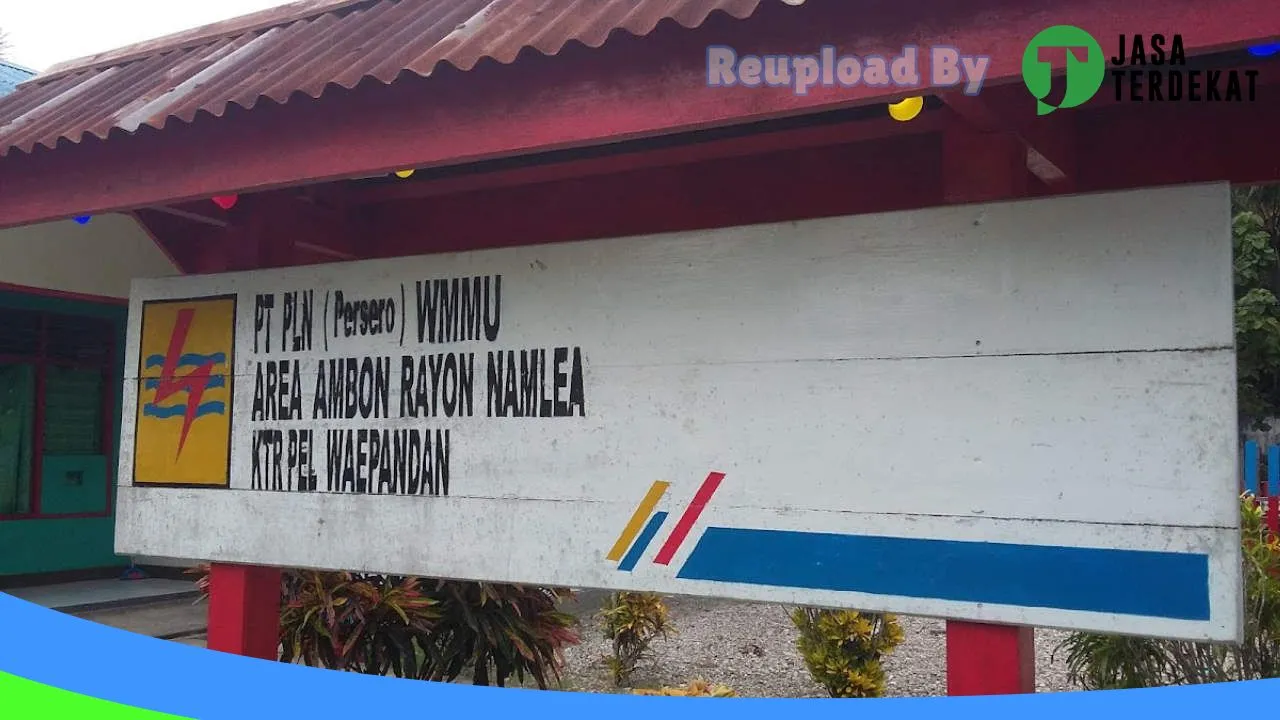 Reupload By
JASA
TERDEKAT
PT PLN (Persero) WMMU
AREA AMBON RAYON NAMLEA
KTR PEL WAEPANDAN